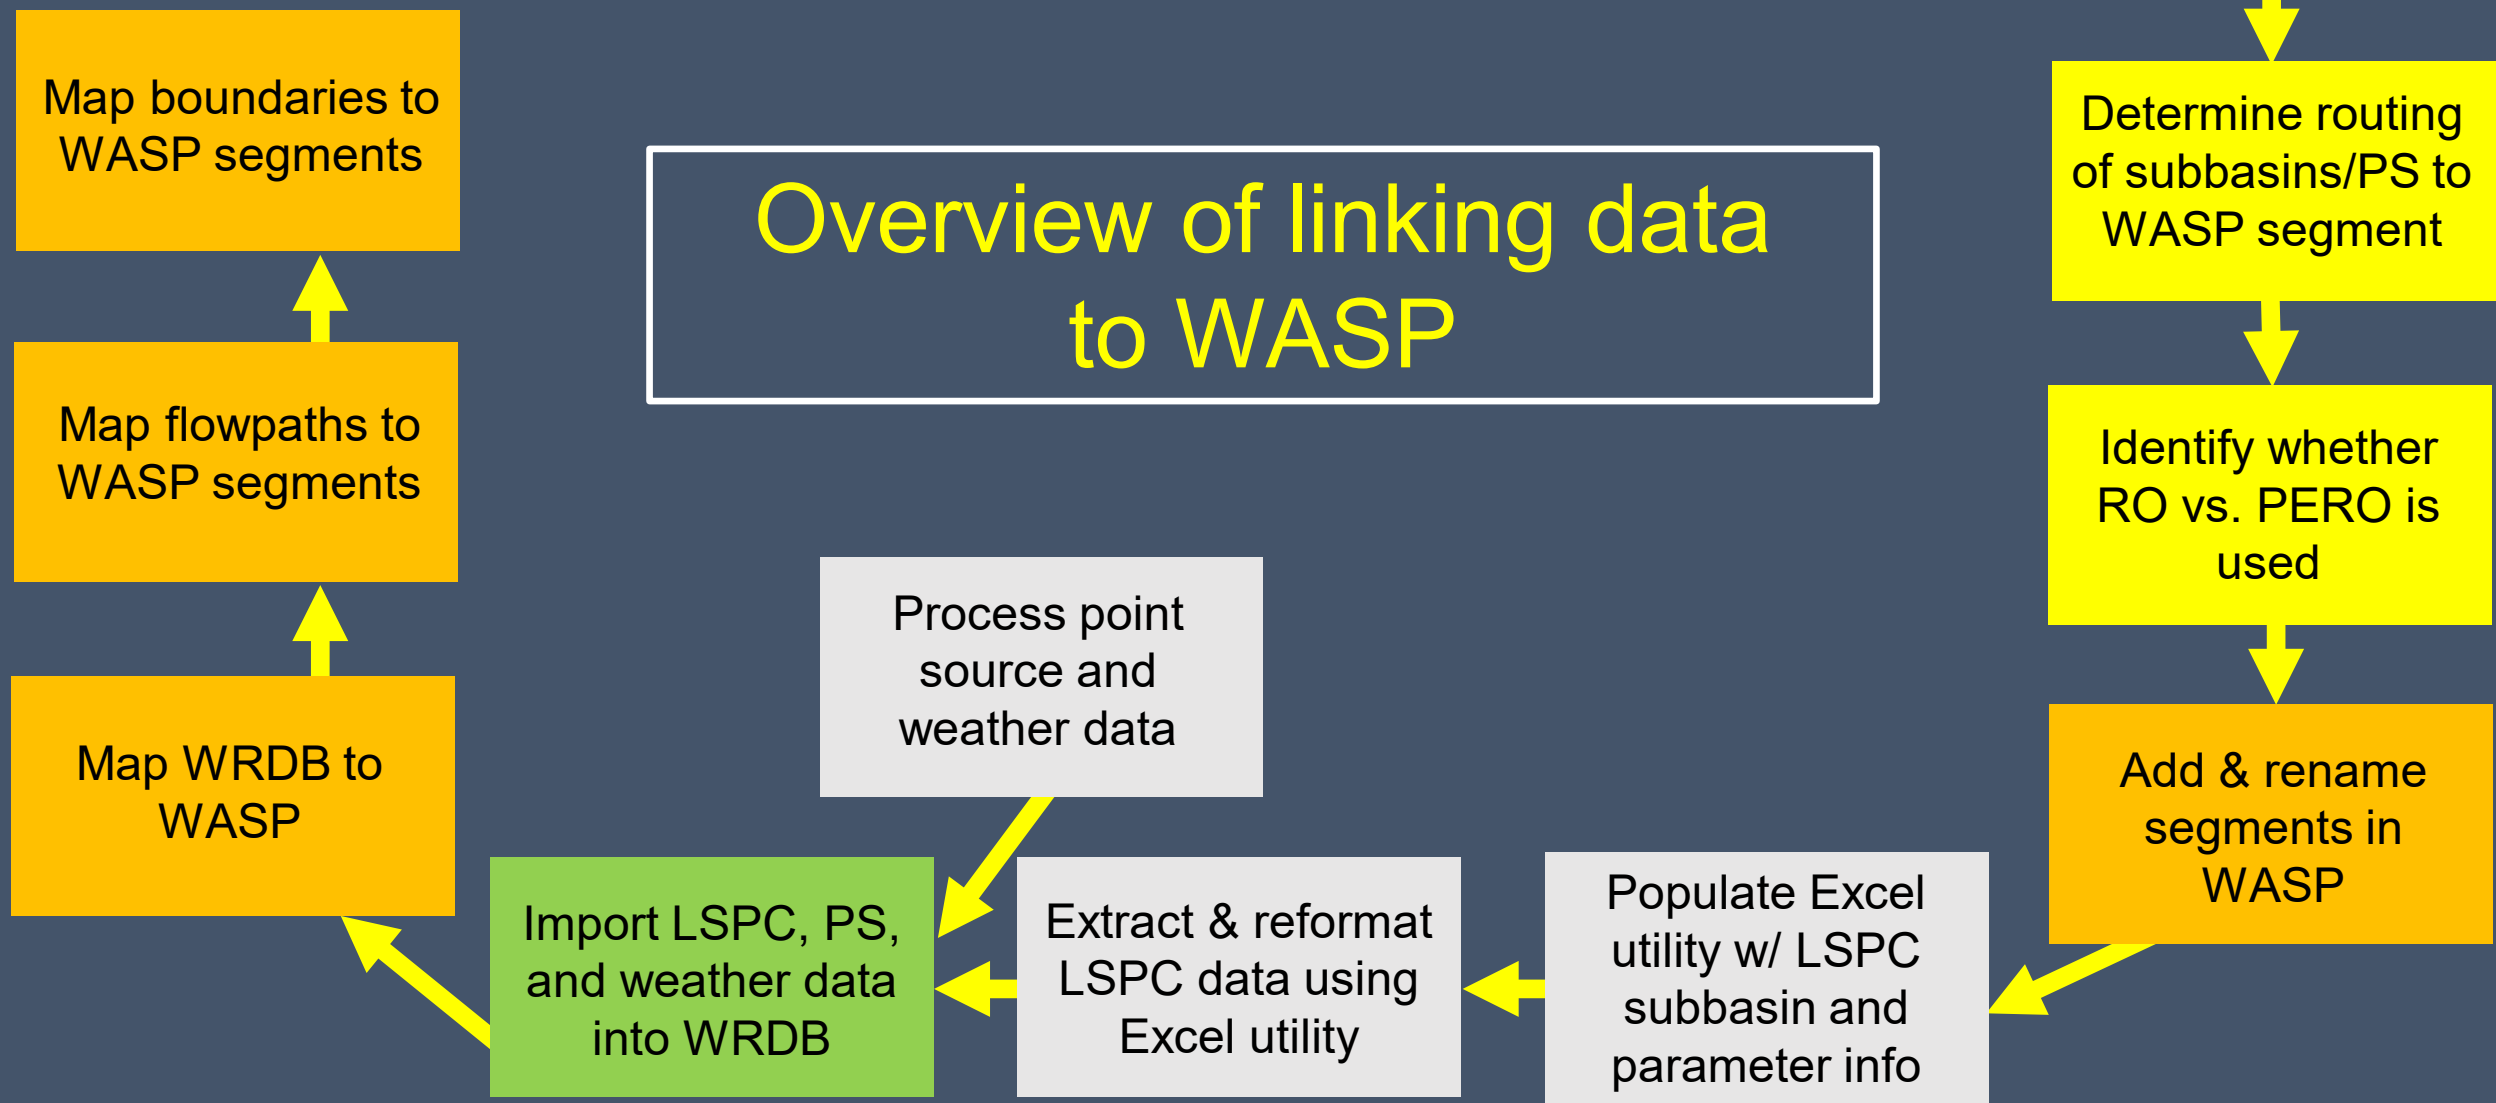 Map boundaries to
WASP segments
Map flowpaths to
WASP segments
Map WRDB to
WASP
Overview of linking data
to WASP
Process point
source and
weather data
Import LSPC, PS,
and weather data
into WRDB
Extract & reformat
LSPC data using
Excel utility
Populate Excel
utility w/ LSPC
subbasin and
parameter info
Determine routing
of subbasins/PS to
WASP segment
Identify whether
RO vs. PERO is
used
Add & rename
segments in
WASP